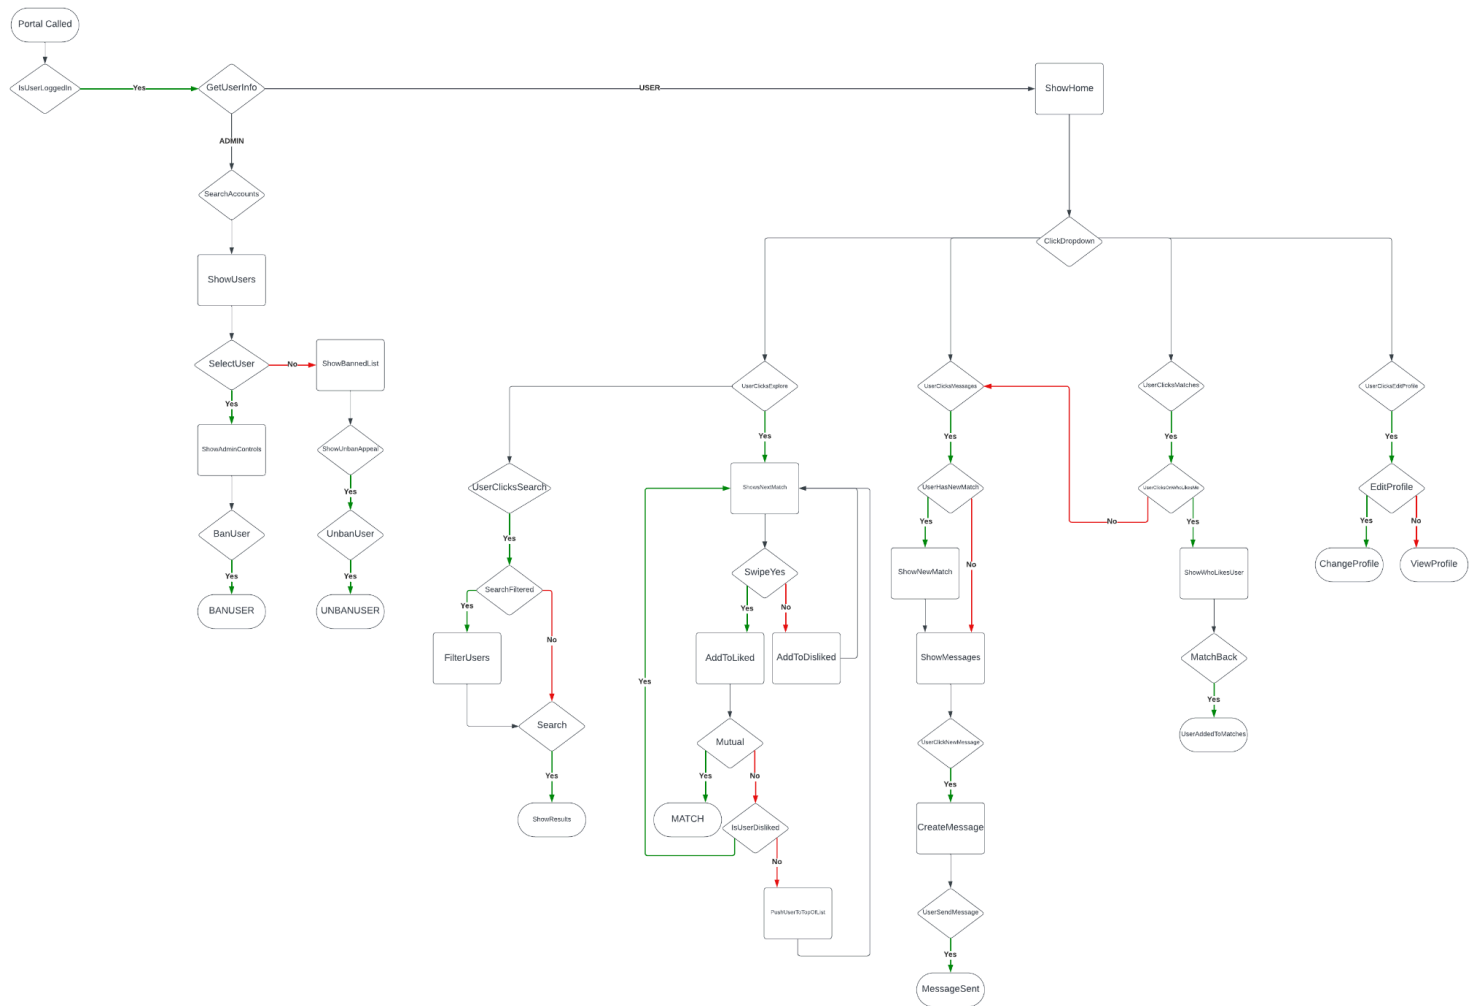 Portal Called
IsUserLoggedIn
Yes
GetUserInfo
USER
ShowHome
ADMIN
SearchAccounts
ClickDropdown
ShowUsers
SelectUser
No
ShowBannedList
Yes
ShowAdminControls
ShowUnbanAppeal
Yes
BanUser
UnbanUser
Yes
Yes
BANUSER
UNBANUSER
UserClicksExplore
UserClicksMessages
UserClicksMatches
UserClicksEditProfile
Yes
Yes
Yes
Yes
UserClicksSearch
ShowsNextMatch
UserHasNewMatch
UserClicksOnWhoLikesMe
EditProfile
Yes
Yes
No
Yes
Yes
No
No
ShowNewMatch
ShowWhoLikesUser
ChangeProfile
ViewProfile
SearchFiltered
SwipeYes
Yes
No
Yes
No
FilterUsers
AddToLiked
AddToDisliked
ShowMessages
MatchBack
Yes
Yes
Search
Mutual
UserClickNewMessage
UserAddedToMatches
Yes
Yes
No
Yes
ShowResults
MATCH
IsUserDisliked
CreateMessage
No
PushUserToTopOfList
UserSendMessage
Yes
MessageSent